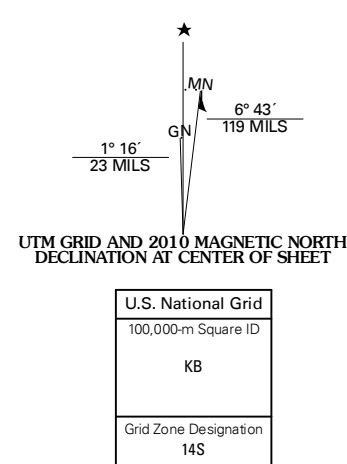 ★
MN
6° 43´
119 MILS
GN
1° 16´
23 MILS
UTM GRID AND 2010 MAGNETIC NORTH
DECLINATION AT CENTER OF SHEET
U.S. National Grid
100,000-m Square ID
KB
Grid Zone Designation
14S